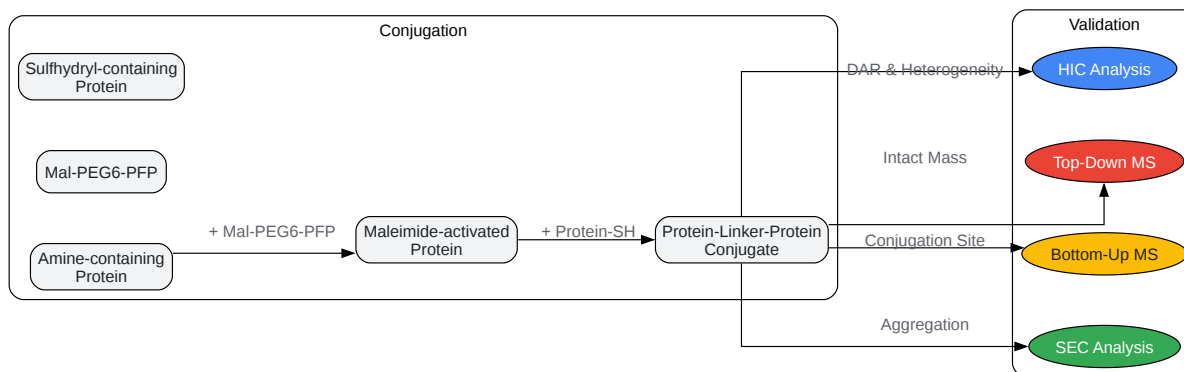 Conjugation
Validation
Sulfhydryl-containing
Protein
DAR & Heterogeneity
HIC Analysis
Mal-PEG6-PFP
Intact Mass
Top-Down MS
Amine-containing
Protein
+ Mal-PEG6-PFP
Maleimide-activated
Protein
+ Protein-SH
Protein-Linker-Protein
Conjugate
Conjugation Site
Bottom-Up MS
Aggregation
SEC Analysis